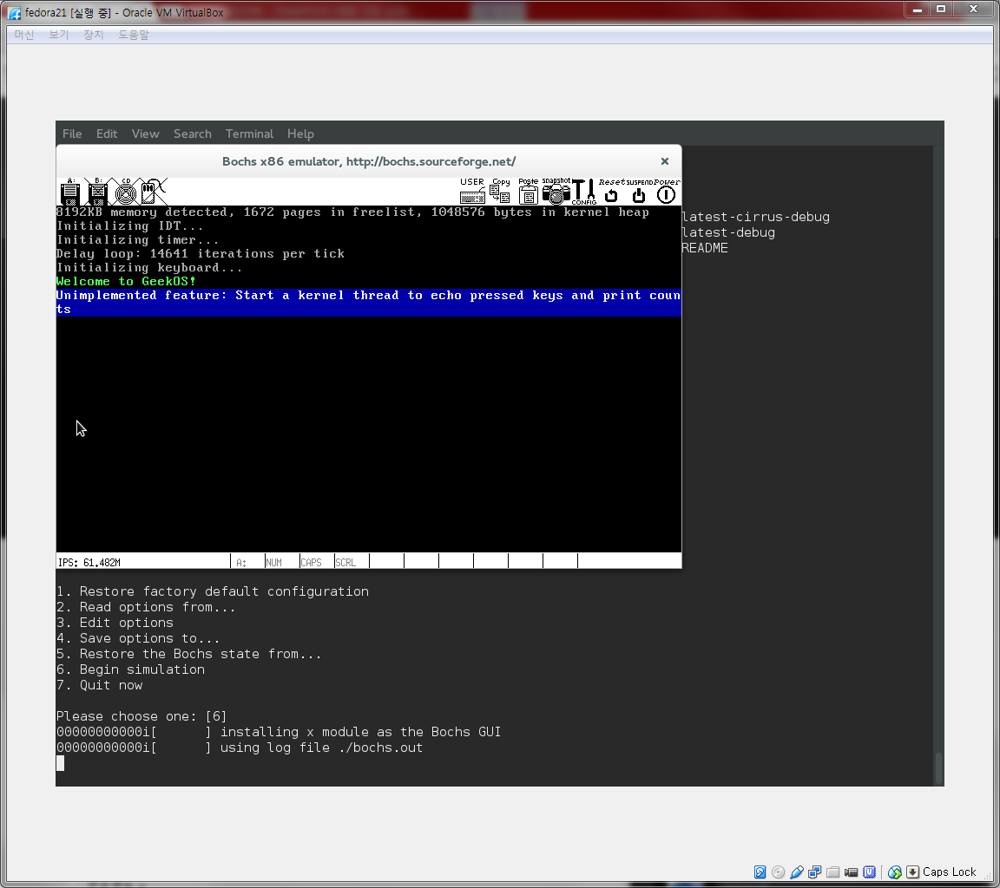 fedora21 [실행 중] - Oracle VM VirtualBox
머신 보기 장치 도움말
File Edit View Search Terminal Help
Bochs x86 emulator, http://bochs.sourceforge.net/
A: B: CD USER Copy Paste snapshot CONFIG Reset SUSPEND Power
8192KB memory detected, 1672 pages in freelist, 1048576 bytes in kernel heap
Initializing IDT...
Initializing timer...
Delay loop: 14641 iterations per tick
Initializing keyboard...
Welcome to GeekOS!
Unimplemented feature: Start a kernel thread to echo pressed keys and print coun
ts
latest-cirrus-debug
latest-debug
README
IPS: 61.482M A: NUM CAPS SCRL
1. Restore factory default configuration
2. Read options from...
3. Edit options
4. Save options to...
5. Restore the Bochs state from...
6. Begin simulation
7. Quit now
Please choose one: [6]
00000000000i[      ] installing x module as the Bochs GUI
00000000000i[      ] using log file ./bochs.out
Caps Lock